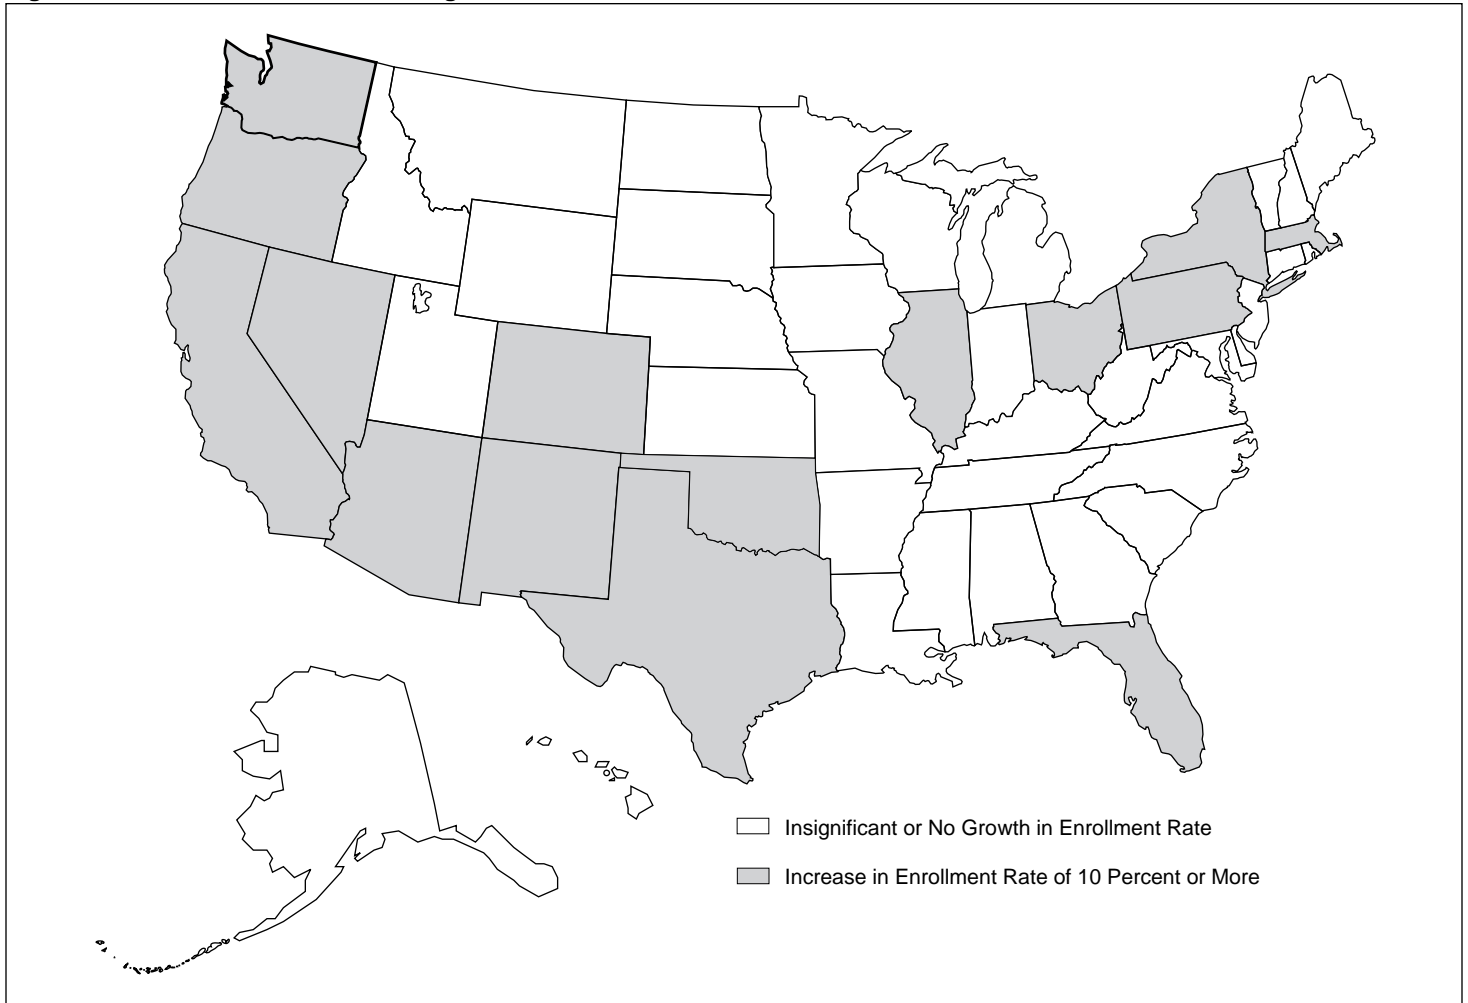 Insignificant or No Growth in Enrollment Rate
Increase in Enrollment Rate of 10 Percent or More